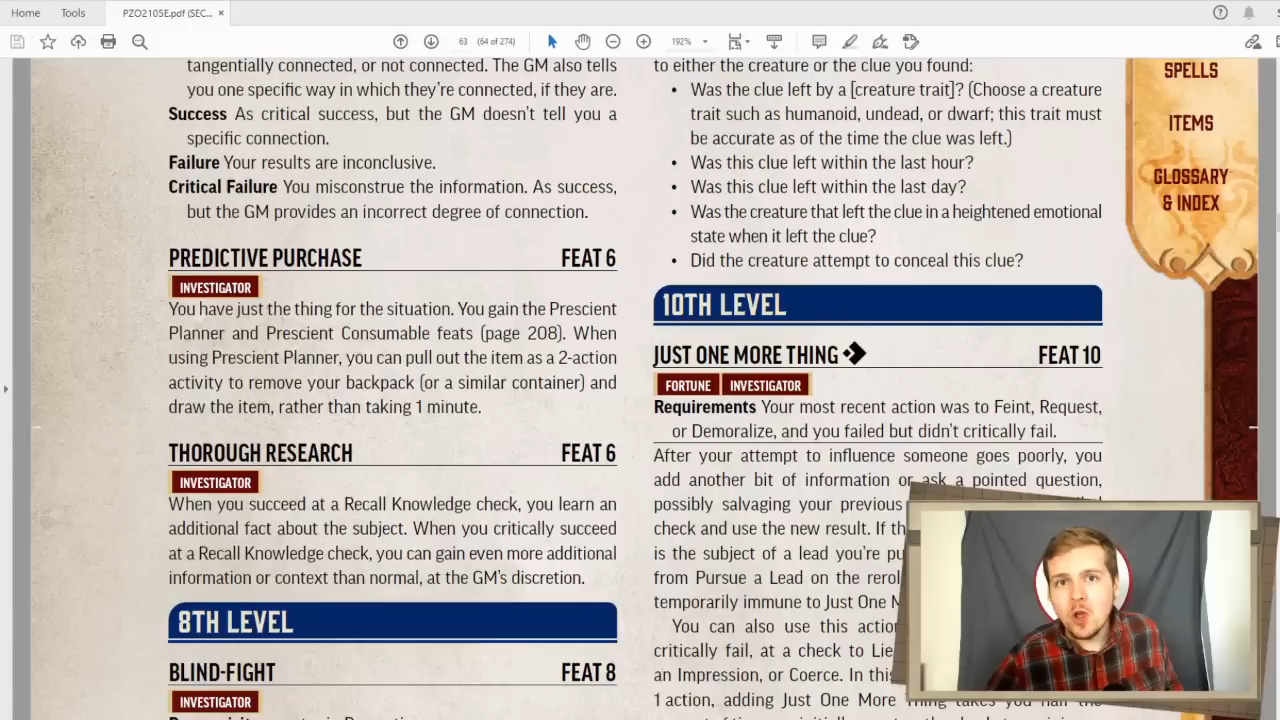 Home
Tools
PZO2105E.pdf (SEC...
63
(64 of 274)
192%
tangentially connected, or not connected. The GM also tells
you one specific way in which they're connected, if they are.
Success As critical success, but the GM doesn't tell you a
specific connection.
Failure Your results are inconclusive.
Critical Failure You misconstrue the information. As success,
but the GM provides an incorrect degree of connection.
PREDICTIVE PURCHASE FEAT 6
INVESTIGATOR
You have just the thing for the situation. You gain the Prescient
Planner and Prescient Consumable feats (page 208). When
using Prescient Planner, you can pull out the item as a 2-action
activity to remove your backpack (or a similar container) and
draw the item, rather than taking 1 minute.
THOROUGH RESEARCH FEAT 6
INVESTIGATOR
When you succeed at a Recall Knowledge check, you learn an
additional fact about the subject. When you critically succeed
at a Recall Knowledge check, you can gain even more additional
information or context than normal, at the GM's discretion.
8TH LEVEL
BLIND-FIGHT FEAT 8
INVESTIGATOR
to either the creature or the clue you found:
• Was the clue left by a [creature trait]? (Choose a creature
trait such as humanoid, undead, or dwarf; this trait must
be accurate as of the time the clue was left.)
• Was this clue left within the last hour?
• Was this clue left within the last day?
• Was the creature that left the clue in a heightened emotional
state when it left the clue?
• Did the creature attempt to conceal this clue?
10TH LEVEL
JUST ONE MORE THING FEAT 10
FORTUNE INVESTIGATOR
Requirements Your most recent action was to Feint, Request,
or Demoralize, and you failed but didn't critically fail.
After your attempt to influence someone goes poorly, you
add another bit of information or ask a pointed question,
possibly salvaging your previous
check and use the new result. If
is the subject of a lead you're
from Pursue a Lead on the
temporarily immune to Just One
You can also use this
critically fail, at a check to Lie
an Impression, or Coerce. In
1 action, adding Just One More Thing takes you half the
SPELLS
ITEMS
GLOSSARY
& INDEX